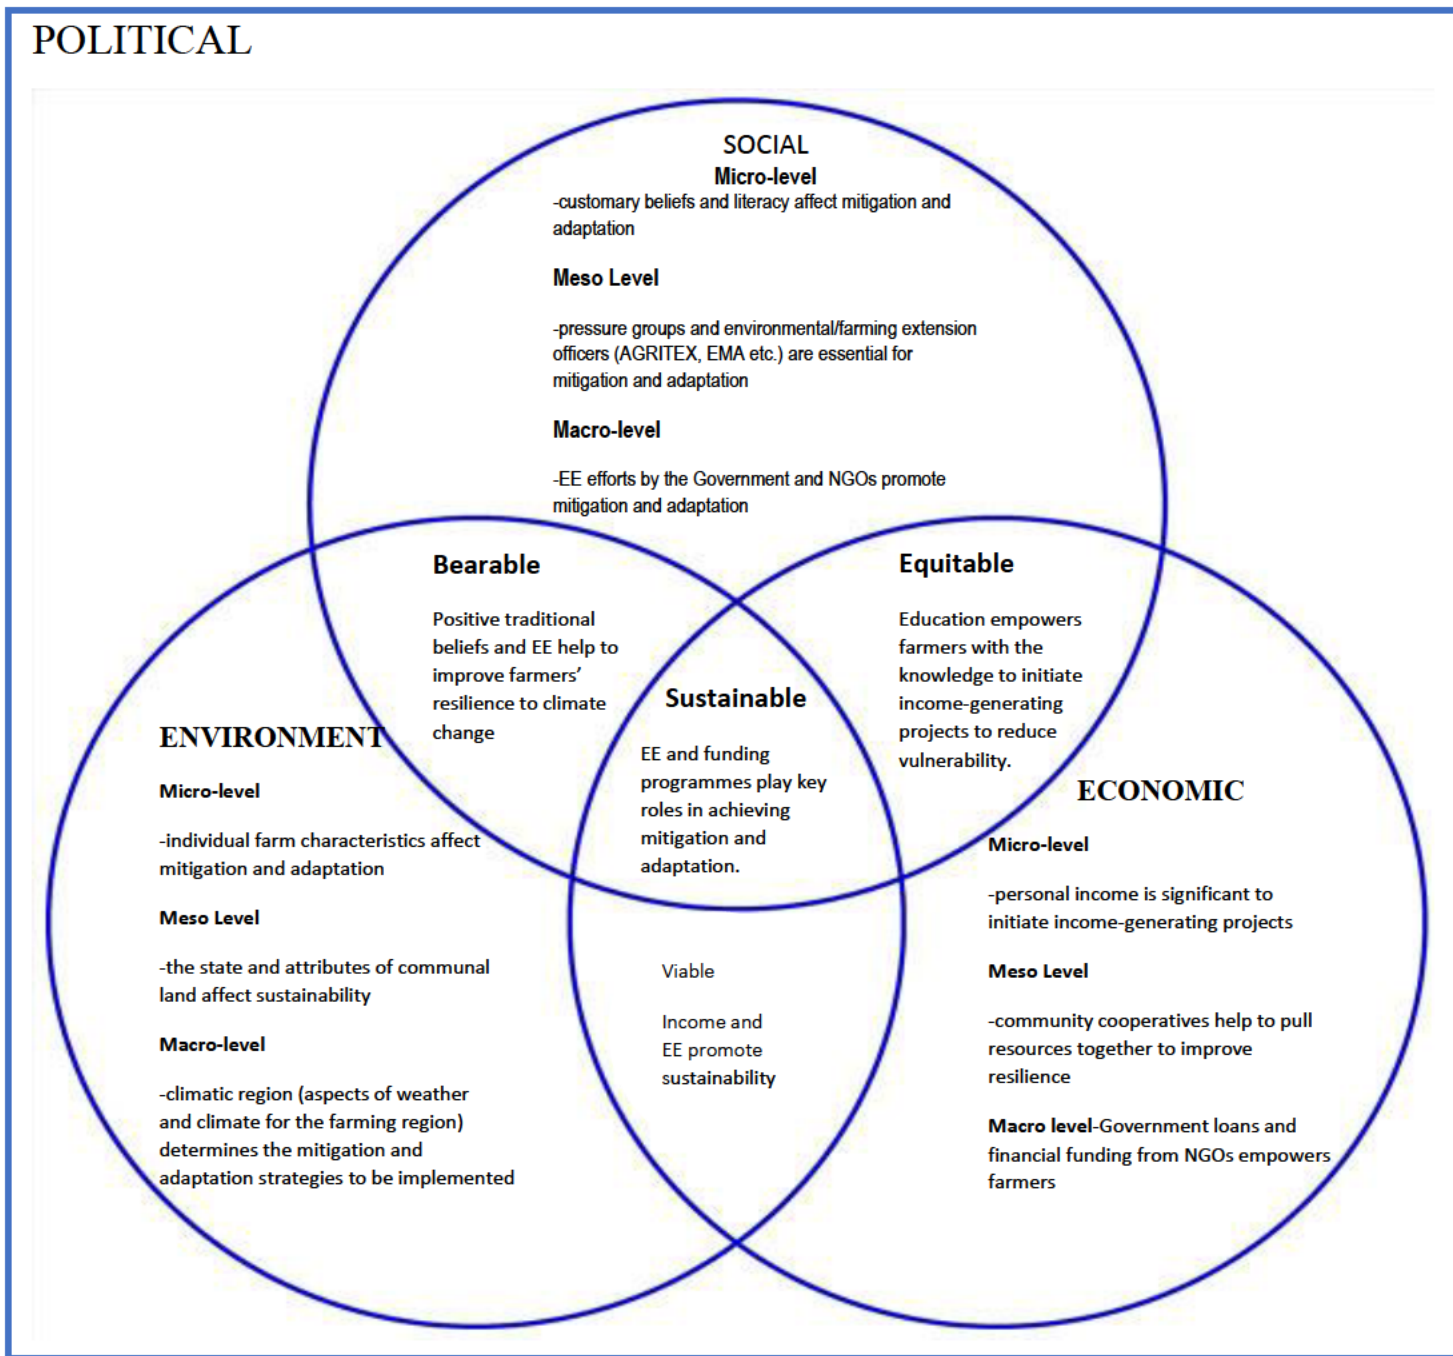 POLITICAL
SOCIAL
Micro-level
-customary beliefs and literacy affect mitigation and
adaptation
Meso Level
-pressure groups and environmental/farming extension
officers (AGRITEX, EMA etc.) are essential for
mitigation and adaptation
Macro-level
-EE efforts by the Government and NGOs promote
mitigation and adaptation
Bearable
Positive traditional
beliefs and EE help to
improve farmers’
resilience to climate
change
Equitable
Education empowers
farmers with the
knowledge to initiate
income-generating
projects to reduce
vulnerability.
Sustainable
EE and funding
programmes play key
roles in achieving
mitigation and
adaptation.
ENVIRONMENT
Micro-level
-individual farm characteristics affect
mitigation and adaptation
Meso Level
-the state and attributes of communal
land affect sustainability
Macro-level
-climatic region (aspects of weather
and climate for the farming region)
determines the mitigation and
adaptation strategies to be implemented
Viable
Income and
EE promote
sustainability
ECONOMIC
Micro-level
-personal income is significant to
initiate income-generating projects
Meso Level
-community cooperatives help to pull
resources together to improve
resilience
Macro level-Government loans and
financial funding from NGOs empowers
farmers